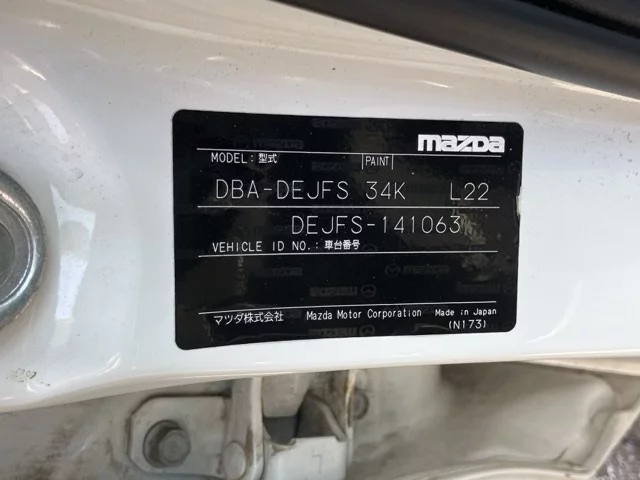 mazda
MODEL: 型式 PAINT
DBA-DEJFS 34K L22
DEJFS-141063
VEHICLE ID NO.: 車台番号
マツダ株式会社 Mazda Motor Corporation Made in Japan
(N173)